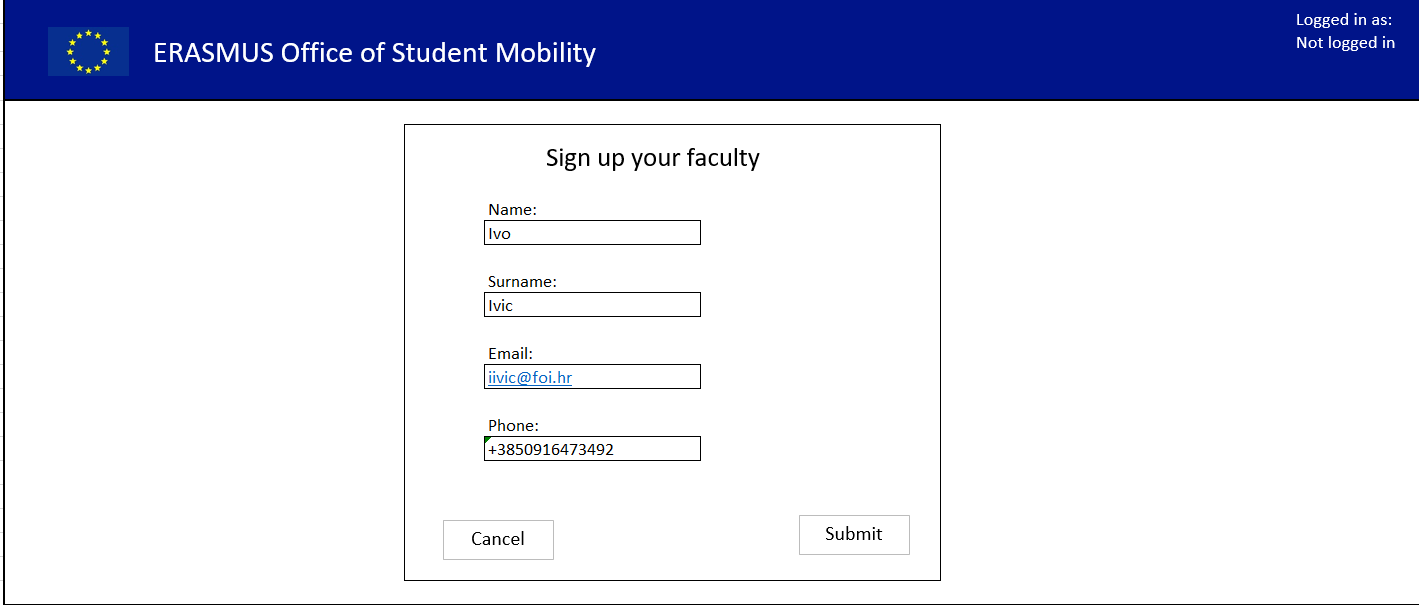 ERASMUS Office of Student Mobility
Logged in as:
Not logged in
Sign up your faculty
Name:
Ivo
Surname:
Ivic
Email:
iivic@foi.hr
Phone:
+3850916473492
Cancel
Submit